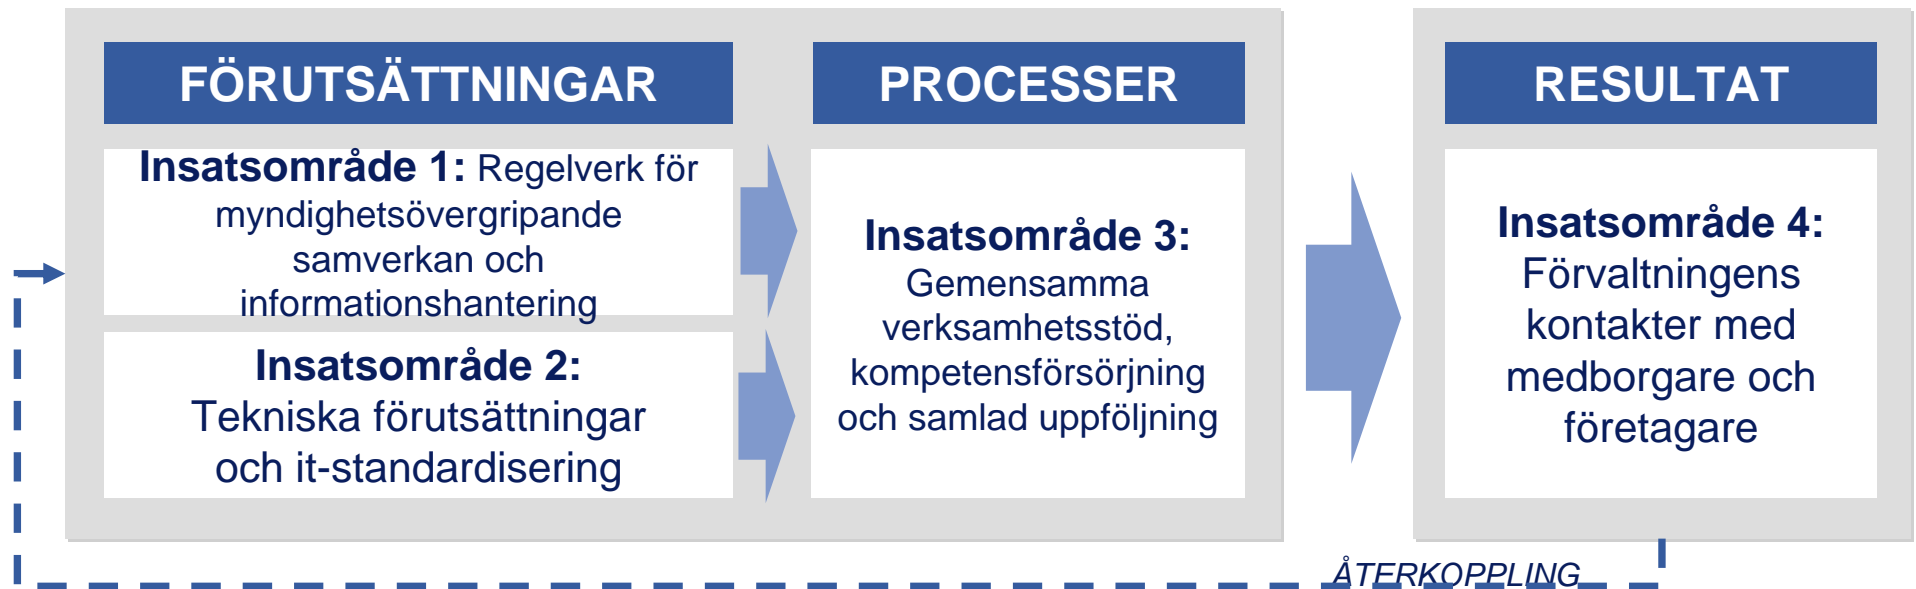 FÖRUTSÄTTNINGAR
Insatsområde 1: Regelverk för
myndighetsövergripande
samverkan och
informationshantering
Insatsområde 2:
Tekniska förutsättningar
och it-standardisering
PROCESSER
Insatsområde 3:
Gemensamma
verksamhetsstöd,
kompetensförsörjning
och samlad uppföljning
RESULTAT
Insatsområde 4:
Förvaltningens
kontakter med
medborgare och
företagare
ÅTERKOPPLING